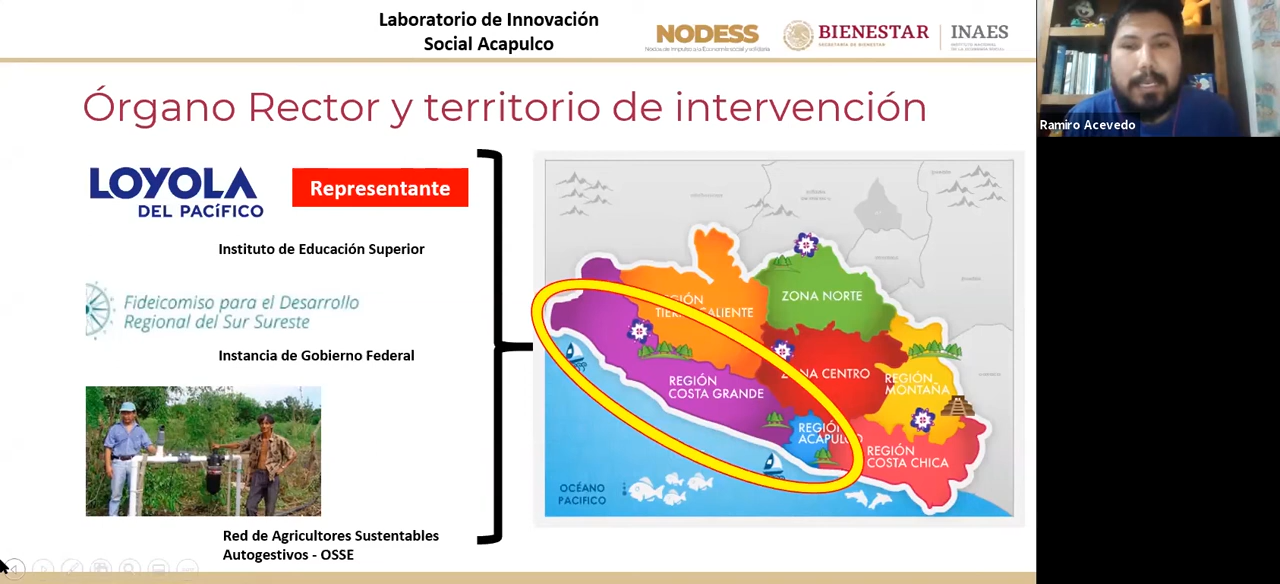 Laboratorio de Innovación
Social Acapulco
NODESS
Nodos de Impulso a la Economía social y solidaria
BIENESTAR
SECRETARÍA DE BIENESTAR
INAES
INSTITUTO NACIONAL
DE LA ECONOMÍA SOCIAL
Ramiro Acevedo
Órgano Rector y territorio de intervención
LOYOLA
DEL PACÍFICO
Representante
Instituto de Educación Superior
Fideicomiso para el Desarrollo
Regional del Sur Sureste
Instancia de Gobierno Federal
Red de Agricultores Sustentables
Autogestivos - OSSE
REGIÓN
TIERRA CALIENTE
ZONA NORTE
ZONA CENTRO
REGIÓN
MONTAÑA
REGIÓN
COSTA GRANDE
REGIÓN
ACAPULCO
REGIÓN
COSTA CHICA
OCÉANO
PACIFICO